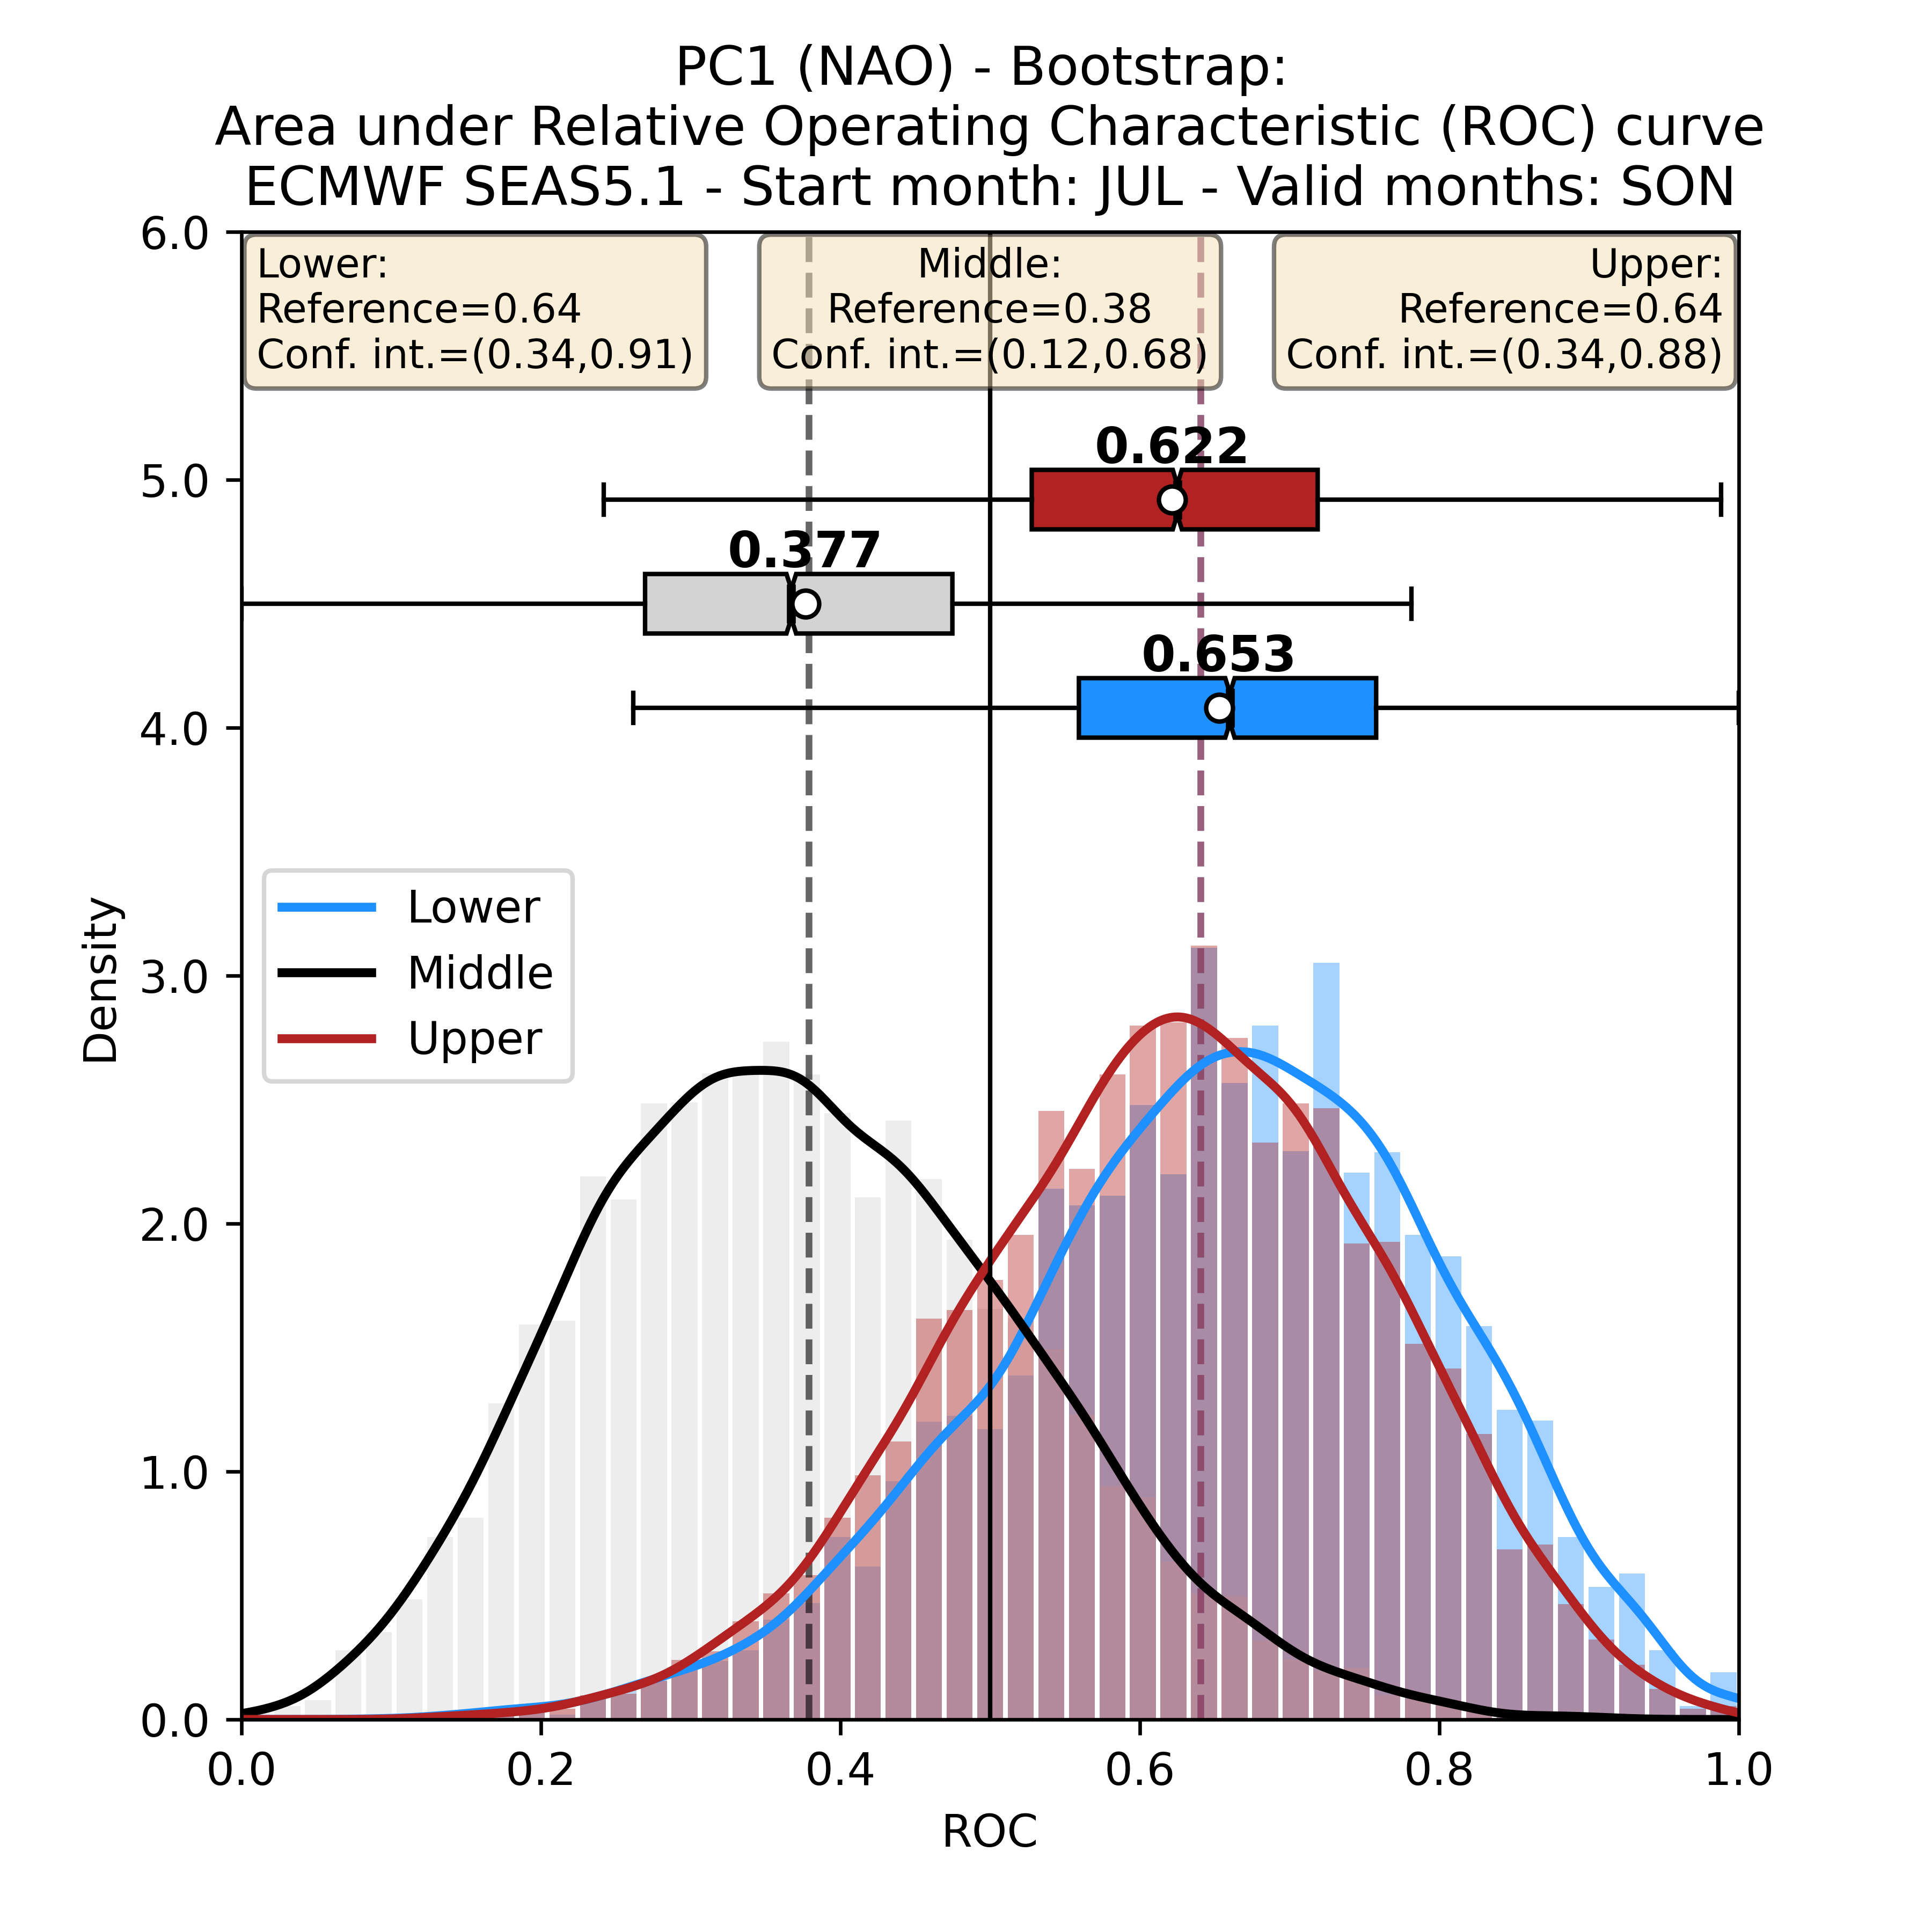 PC1 (NAO) - Bootstrap:
Area under Relative Operating Characteristic (ROC) curve
ECMWF SEAS5.1 - Start month: JUL - Valid months: SON
Lower:
Reference=0.64
Conf. int.=(0.34,0.91)
Middle:
Reference=0.38
Conf. int.=(0.12,0.68)
Upper:
Reference=0.64
Conf. int.=(0.34,0.88)
0.622
0.377
0.653
Lower
Middle
Upper
Density
6.0
5.0
4.0
3.0
2.0
1.0
0.0
0.0
0.2
0.4
0.6
0.8
1.0
ROC